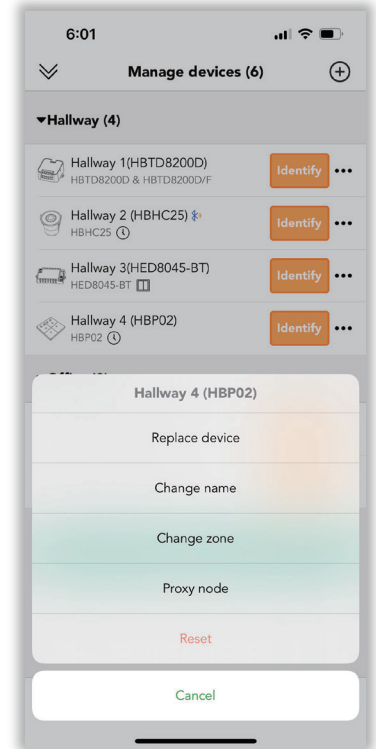 6:01
Manage devices (6)
▾Hallway (4)
Hallway 1(HBTD8200D)
HBTD8200D & HBTD8200D/F
Identify
Hallway 2 (HBHC25)
HBHC25
Identify
Hallway 3(HED8045-BT)
HED8045-BT
Identify
Hallway 4 (HBP02)
HBP02
Identify
Hallway 4 (HBP02)
Replace device
Change name
Change zone
Proxy node
Reset
Cancel